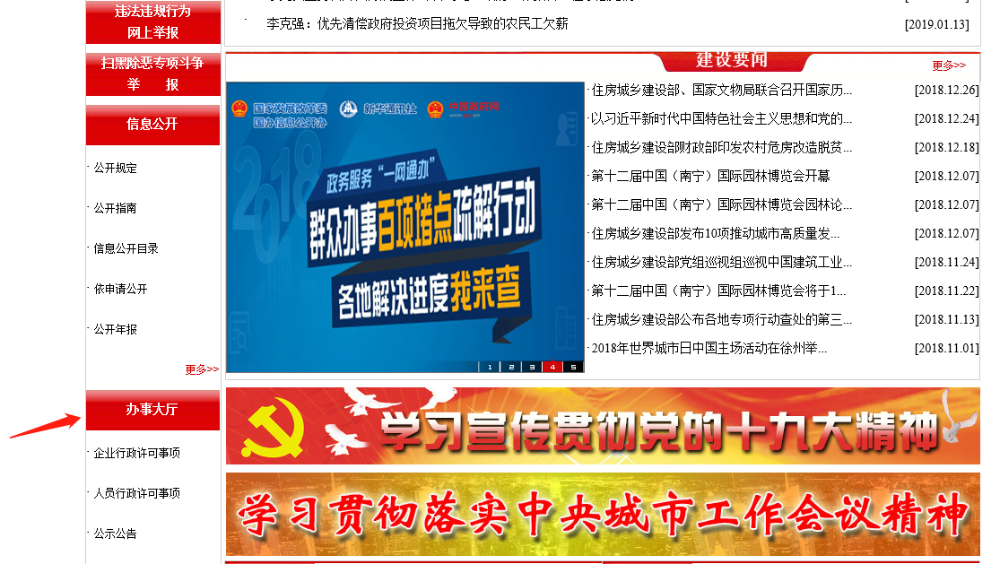 违法违规行为
网上举报
李克强：优先清偿政府投资项目拖欠导致的农民工欠薪
[2019.01.13]
扫黑除恶专项斗争
举 报
建设要闻
更多>>
信息公开
· 公开规定
· 公开指南
· 信息公开目录
· 依申请公开
· 公开年报
更多>>
国家发展改革委
国办信息公开办
新华通讯社
中国政府网
www.gov.cn
2018
政务服务“一网通办”
群众办事百项堵点疏解行动
各地解决进度我来查
1 2 3 4 5
·住房城乡建设部、国家文物局联合召开国家历... [2018.12.26]
·以习近平新时代中国特色社会主义思想和党的... [2018.12.24]
·住房城乡建设部财政部印发农村危房改造脱贫... [2018.12.18]
·第十二届中国（南宁）国际园林博览会开幕 [2018.12.07]
·第十二届中国（南宁）国际园林博览会园林论... [2018.12.07]
·住房城乡建设部发布10项推动城市高质量发... [2018.12.07]
·住房城乡建设部党组巡视组巡视中国建筑工业... [2018.11.24]
·第十二届中国（南宁）国际园林博览会将于1... [2018.11.22]
·住房城乡建设部公布各地专项行动查处的第三... [2018.11.13]
·2018年世界城市日中国主场活动在徐州举... [2018.11.01]
办事大厅
· 企业行政许可事项
· 人员行政许可事项
· 公示公告
学习宣传贯彻党的十九大精神
学习贯彻落实中央城市工作会议精神